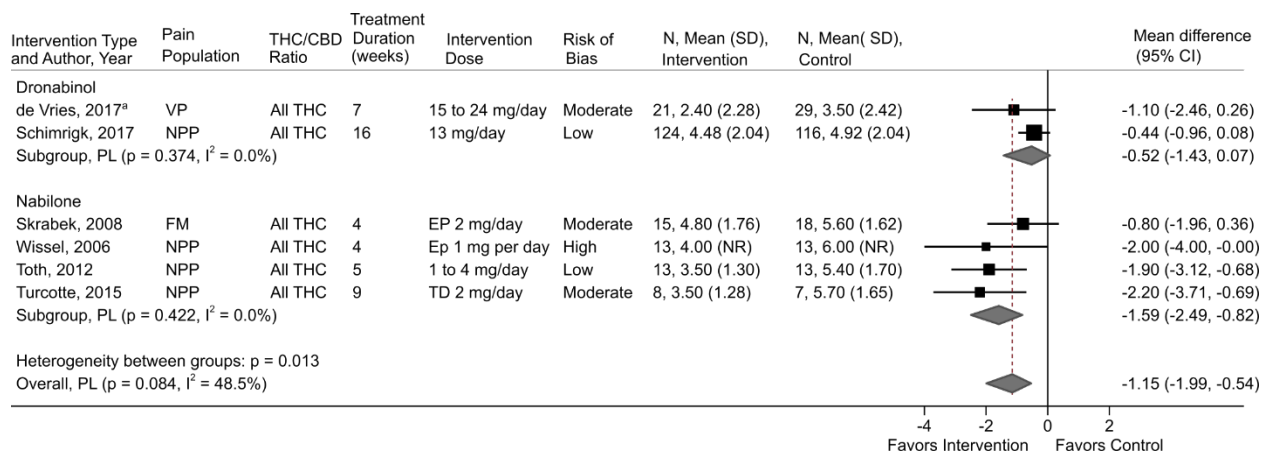 Intervention Type and Author, Year Pain Population THC/CBD Ratio Treatment Duration (weeks) Intervention Dose Risk of Bias N, Mean (SD), Intervention N, Mean( SD), Control Mean difference (95% CI)
Dronabinol
de Vries, 2017ᵃ VP All THC 7 15 to 24 mg/day Moderate 21, 2.40 (2.28) 29, 3.50 (2.42) -1.10 (-2.46, 0.26)
Schimrigk, 2017 NPP All THC 16 13 mg/day Low 124, 4.48 (2.04) 116, 4.92 (2.04) -0.44 (-0.96, 0.08)
Subgroup, PL (p = 0.374, I² = 0.0%) -0.52 (-1.43, 0.07)
Nabilone
Skrabek, 2008 FM All THC 4 EP 2 mg/day Moderate 15, 4.80 (1.76) 18, 5.60 (1.62) -0.80 (-1.96, 0.36)
Wissel, 2006 NPP All THC 4 Ep 1 mg per day High 13, 4.00 (NR) 13, 6.00 (NR) -2.00 (-4.00, -0.00)
Toth, 2012 NPP All THC 5 1 to 4 mg/day Low 13, 3.50 (1.30) 13, 5.40 (1.70) -1.90 (-3.12, -0.68)
Turcotte, 2015 NPP All THC 9 TD 2 mg/day Moderate 8, 3.50 (1.28) 7, 5.70 (1.65) -2.20 (-3.71, -0.69)
Subgroup, PL (p = 0.422, I² = 0.0%) -1.59 (-2.49, -0.82)
Heterogeneity between groups: p = 0.013
Overall, PL (p = 0.084, I² = 48.5%) -1.15 (-1.99, -0.54)
-4 -2 0 2
Favors Intervention Favors Control